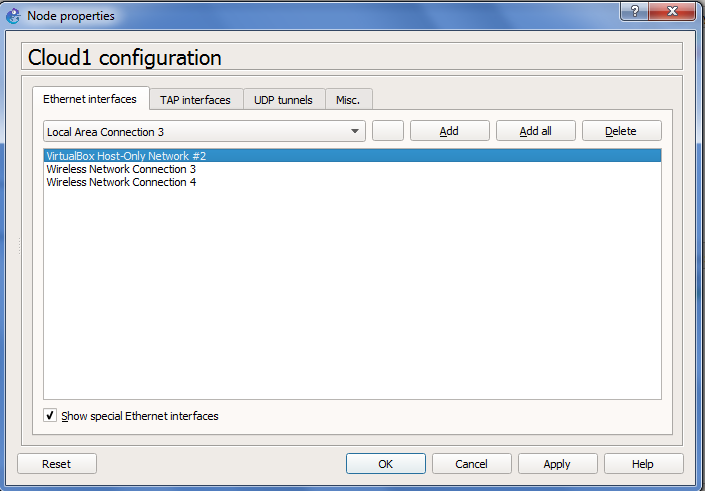 Node properties
?
Cloud1 configuration
Ethernet interfaces TAP interfaces UDP tunnels Misc.
Local Area Connection 3 Add Add all Delete
VirtualBox Host-Only Network #2
Wireless Network Connection 3
Wireless Network Connection 4
Show special Ethernet interfaces
Reset OK Cancel Apply Help